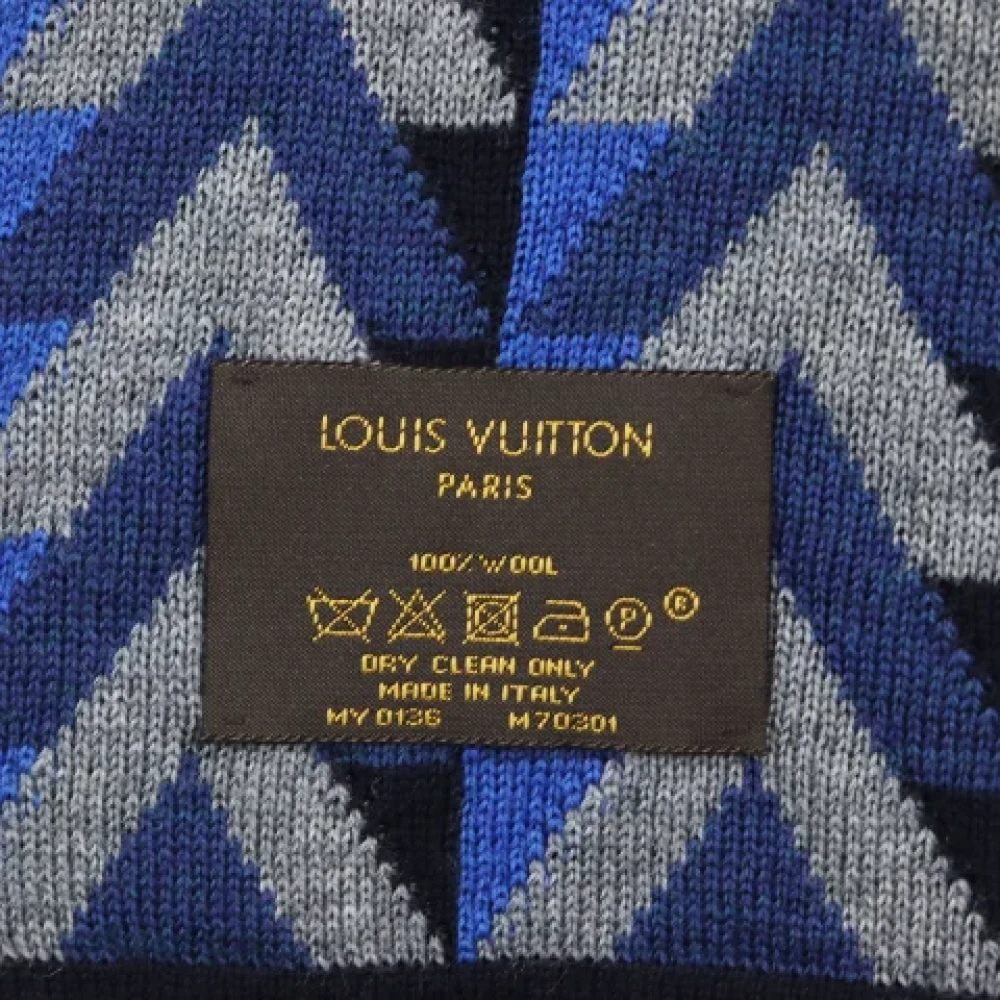 LOUIS VUITTON
PARIS
100% WOOL
P ®
DRY CLEAN ONLY
MADE IN ITALY
MY 0136 M70301